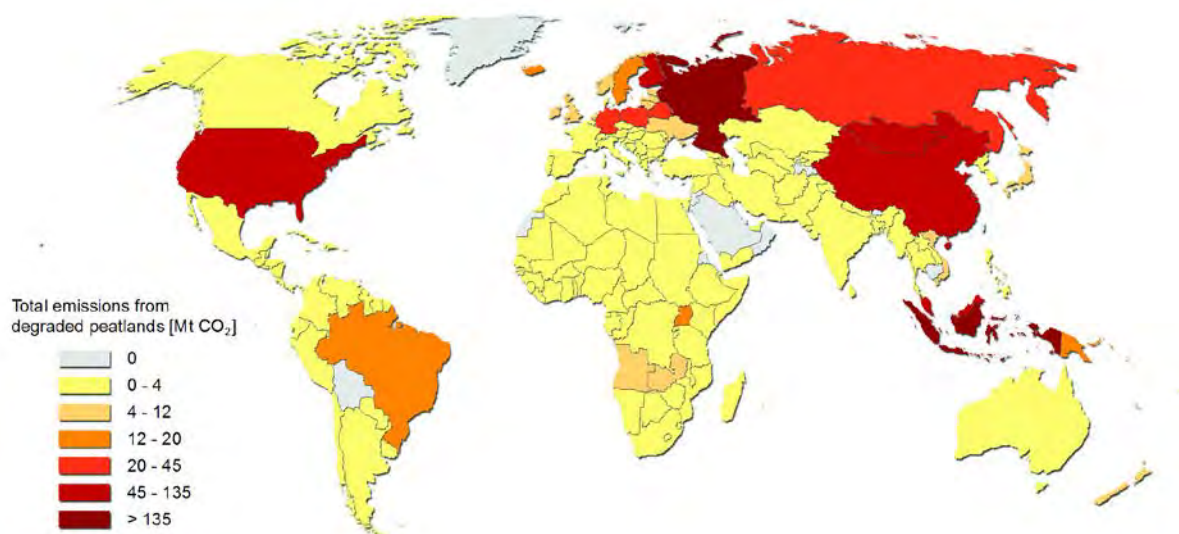 Total emissions from
degraded peatlands [Mt CO₂]
0
0 - 4
4 - 12
12 - 20
20 - 45
45 - 135
> 135